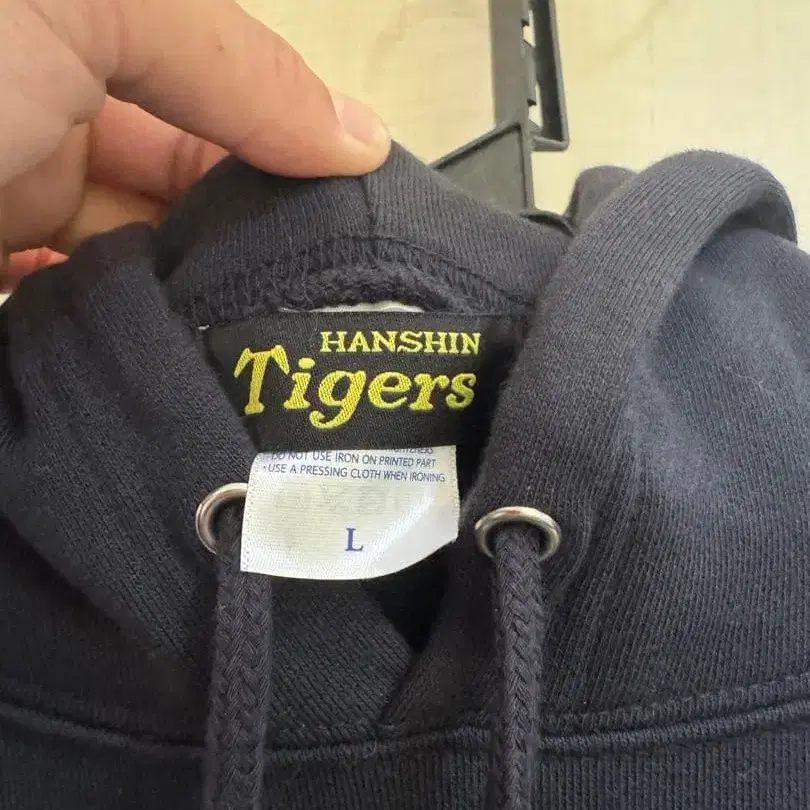 HANSHIN
Tigers
· DO NOT USE IRON ON PRINTED PART
· USE A PRESSING CLOTH WHEN IRONING
L